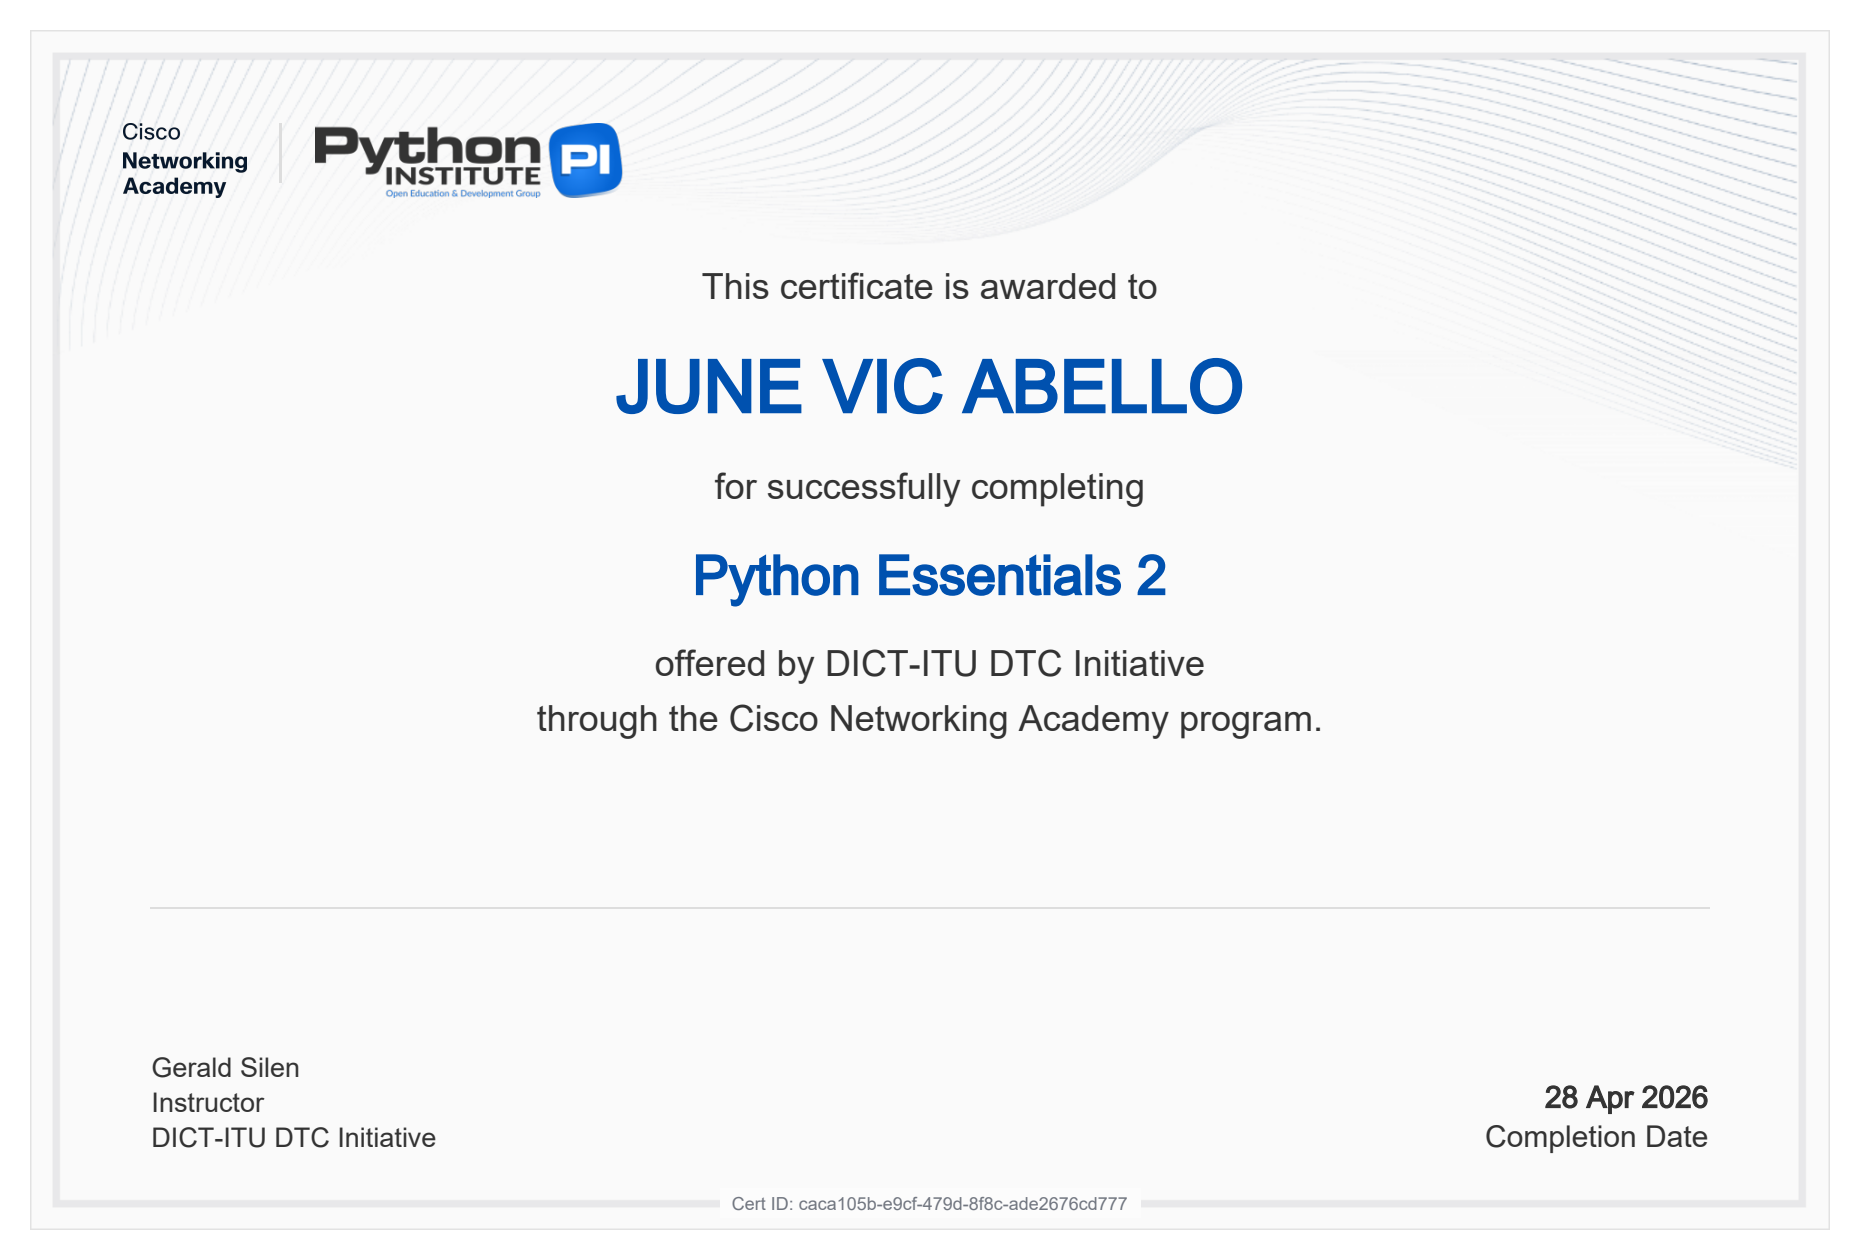 Cisco
Networking
Academy
Python
INSTITUTE
Open Education & Development Group
PI
This certificate is awarded to
JUNE VIC ABELLO
for successfully completing
Python Essentials 2
offered by DICT-ITU DTC Initiative
through the Cisco Networking Academy program.
Gerald Silen
Instructor
DICT-ITU DTC Initiative
28 Apr 2026
Completion Date
Cert ID: caca105b-e9cf-479d-8f8c-ade2676cd777